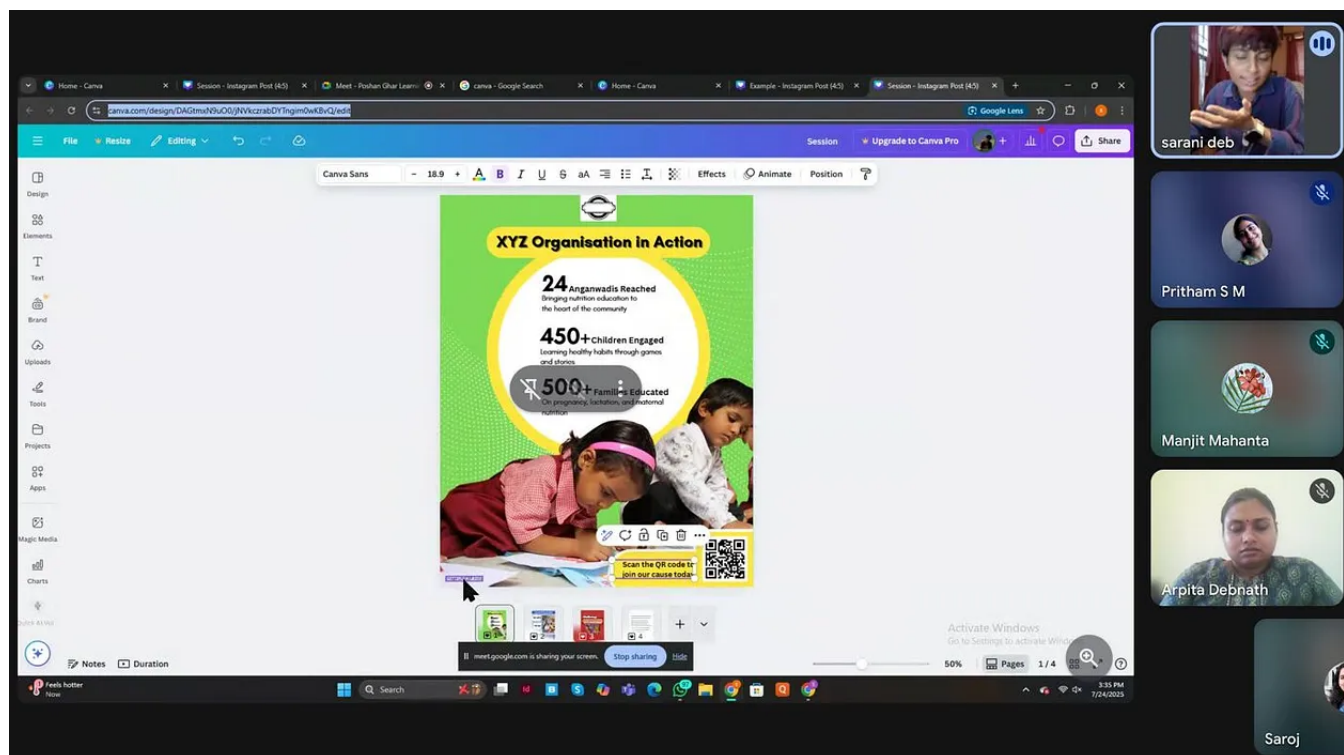 Home - Canva
Session - Instagram Post (4:5)
Meet - Poshan Ghar Learni
canva - Google Search
Home - Canva
Example - Instagram Post (4:5)
Session - Instagram Post (4:5)
canva.com/design/DAGtmxN9uO0/jNVkczrabDYTngim0wKBvQ/edit
Google Lens
File
Resize
Editing
Session
Upgrade to Canva Pro
Share
Canva Sans
- 18.9 +
A B I U S aA
Effects
Animate
Position
Design
Elements
Text
Brand
Uploads
Tools
Projects
Apps
Magic Media
Charts
XYZ Organisation in Action
24 Anganwadis Reached
Bringing nutrition education to
the heart of the community
450+ Children Engaged
Learning healthy habits through games
and stories
500+ Families Educated
On pregnancy, lactation, and maternal
nutrition
Scan the QR code to
join our cause today
2
3
4
Activate Windows
Go to Settings to activate Windows
meet.google.com is sharing your screen.
Stop sharing
Hide
Notes
Duration
50%
Pages
1 / 4
Feels hotter
Now
Search
3:35 PM
7/24/2025
sarani deb
Pritham S M
Manjit Mahanta
Arpita Debnath
Saroj